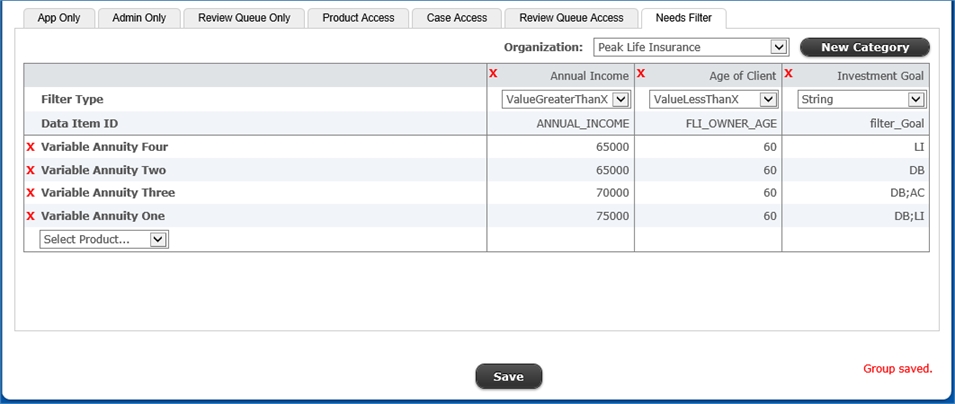 App Only Admin Only Review Queue Only Product Access Case Access Review Queue Access Needs Filter
Organization: Peak Life Insurance New Category
X Annual Income X Age of Client X Investment Goal
Filter Type ValueGreaterThanX ValueLessThanX String
Data Item ID ANNUAL_INCOME FLI_OWNER_AGE filter_Goal
X Variable Annuity Four 65000 60 LI
X Variable Annuity Two 65000 60 DB
X Variable Annuity Three 70000 60 DB;AC
X Variable Annuity One 75000 60 DB;LI
Select Product...
Group saved.
Save